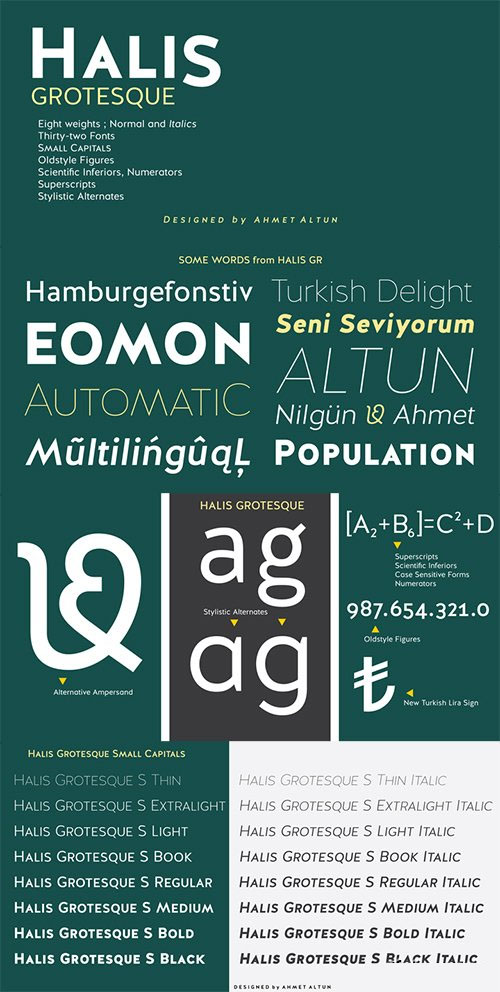 HALIS
GROTESQUE
Eight weights ; Normal and Italics
Thirty-two Fonts
SMALL CAPITALS
Oldstyle Figures
Scientific Inferiors, Numerators
Superscripts
Stylistic Alternates
DESIGNED by AHMET ALTUN
SOME WORDS from HALIS GR
Hamburgefonstiv
EOMON
AUTOMATIC
Mũltilińgûqļ
Turkish Delight
Seni Seviyorum
ALTUN
Nilgün & Ahmet
POPULATION
&
Alternative Ampersand
HALIS GROTESQUE
ag
Stylistic Alternates
ag
[A₂+B₆]=C²+D
Superscripts
Scientific Inferiors
Case Sensitive Forms
Numerators
987.654.321.0
Oldstyle Figures
₺
New Turkish Lira Sign
HALIS GROTESQUE SMALL CAPITALS
HALIS GROTESQUE S THIN
HALIS GROTESQUE S EXTRALIGHT
HALIS GROTESQUE S LIGHT
HALIS GROTESQUE S BOOK
HALIS GROTESQUE S REGULAR
HALIS GROTESQUE S MEDIUM
HALIS GROTESQUE S BOLD
HALIS GROTESQUE S BLACK
HALIS GROTESQUE S THIN ITALIC
HALIS GROTESQUE S EXTRALIGHT ITALIC
HALIS GROTESQUE S LIGHT ITALIC
HALIS GROTESQUE S BOOK ITALIC
HALIS GROTESQUE S REGULAR ITALIC
HALIS GROTESQUE S MEDIUM ITALIC
HALIS GROTESQUE S BOLD ITALIC
HALIS GROTESQUE S BLACK ITALIC
DESIGNED by AHMET ALTUN